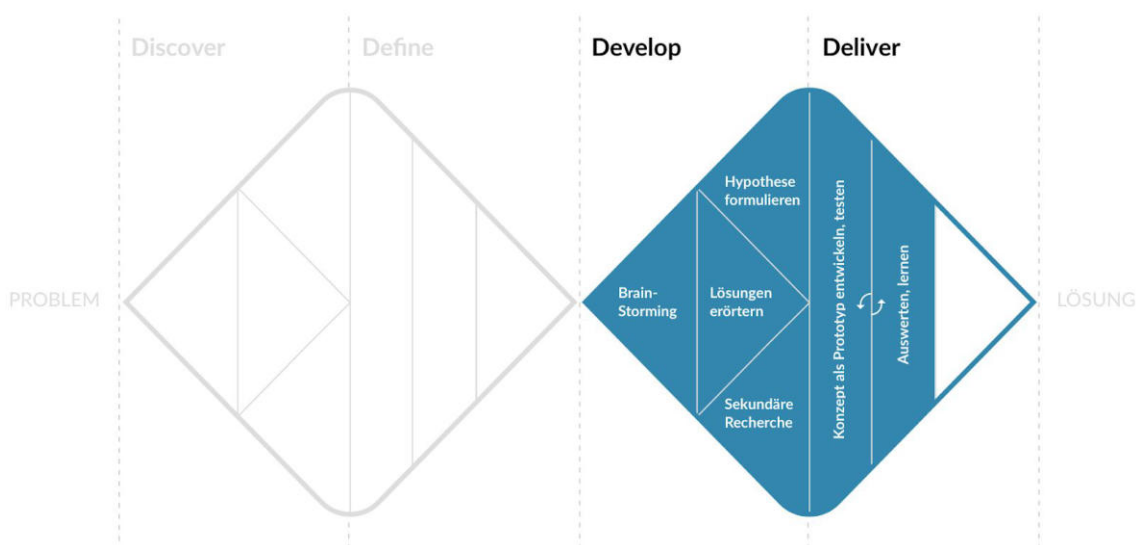 Discover
Define
Develop
Deliver
PROBLEM
Brain-
Storming
Hypothese
formulieren
Lösungen
erörtern
Sekundäre
Recherche
Konzept als Prototyp entwickeln, testen
Auswerten, lernen
LÖSUNG